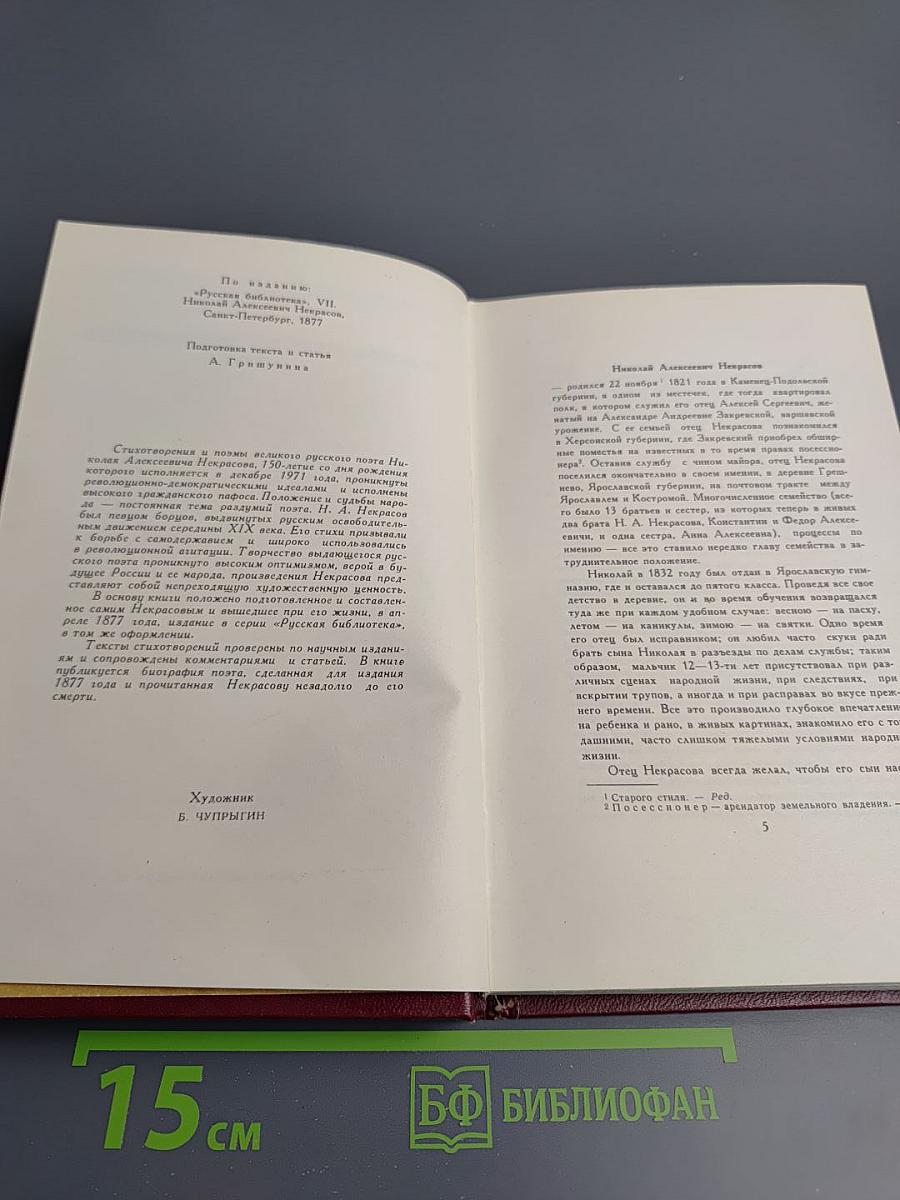 По изданию:
«Русская библиотека», VII.
Николай Алексеевич Некрасов,
Санкт-Петербург, 1877
Подготовка текста и статья
А. Гришунина
Стихотворения и поэмы великого русского поэта Ни-
колая Алексеевича Некрасова, 150-летие со дня рождения
которого исполняется в декабре 1971 года, проникнуты
революционно-демократическими идеалами и исполнены
высокого гражданского пафоса. Положение и судьбы наро-
да — постоянная тема раздумий поэта. Н. А. Некрасов
был певцом борцов, выдвинутых русским освободитель-
ным движением середины XIX века. Его стихи призывали
к борьбе с самодержавием и широко использовались
в революционной агитации. Творчество выдающегося рус-
ского поэта проникнуто высоким оптимизмом, верой в бу-
дущее России и ее народа, произведения Некрасова пред-
ставляют собой непреходящую художественную ценность.
В основу книги положено подготовленное и составлен-
ное самим Некрасовым и вышедшее при его жизни, в ап-
реле 1877 года, издание в серии «Русская библиотека»,
в том же оформлении.
Тексты стихотворений проверены по научным издани-
ям и сопровождены комментариями и статьей. В книге
публикуется биография поэта, сделанная для издания
1877 года и прочитанная Некрасову незадолго до его
смерти.
Художник
Б. ЧУПРЫГИН
Николай Алексеевич Некрасов
— родился 22 ноября¹ 1821 года в Каменец-Подольской
губернии, в одном из местечек, где тогда квартировал
полк, в котором служил его отец Алексей Сергеевич, же-
натый на Александре Андреевне Закревской, варшавской
уроженке. С ее семьей отец Некрасова познакомился
в Херсонской губернии, где Закревский приобрел обшир-
ные поместья на известных в то время правах посессио-
нера². Оставив службу с чином майора, отец Некрасова
поселился окончательно в своем имении, в деревне Греш-
нево, Ярославской губернии, на почтовом тракте между
Ярославлем и Костромой. Многочисленное семейство (все-
го было 13 братьев и сестер, из которых теперь в живых
два брата Н. А. Некрасова, Константин и Федор Алексе-
евичи, и одна сестра, Анна Алексеевна), процессы по
имению — все это ставило нередко главу семейства в за-
труднительное положение.
Николай в 1832 году был отдан в Ярославскую гим-
назию, где и оставался до пятого класса. Проведя все свое
детство в деревне, он и во время обучения возвращался
туда же при каждом удобном случае: весною — на пасху,
летом — на каникулы, зимою — на святки. Одно время
его отец был исправником; он любил часто скуки ради
брать сына Николая в разъезды по делам службы; таким
образом, мальчик 12—13-ти лет присутствовал при раз-
личных сценах народной жизни, при следствиях, при
вскрытии трупов, а иногда и при расправах во вкусе преж-
него времени. Все это производило глубокое впечатление
на ребенка и рано, в живых картинах, знакомило его с то
дашними, часто слишком тяжелыми условиями народн
жизни.
Отец Некрасова всегда желал, чтобы его сын нас
¹ Старого стиля. — Ред.
² Посессионер — арендатор земельного владения. —
5
15 см
БФ БИБЛИОФАН